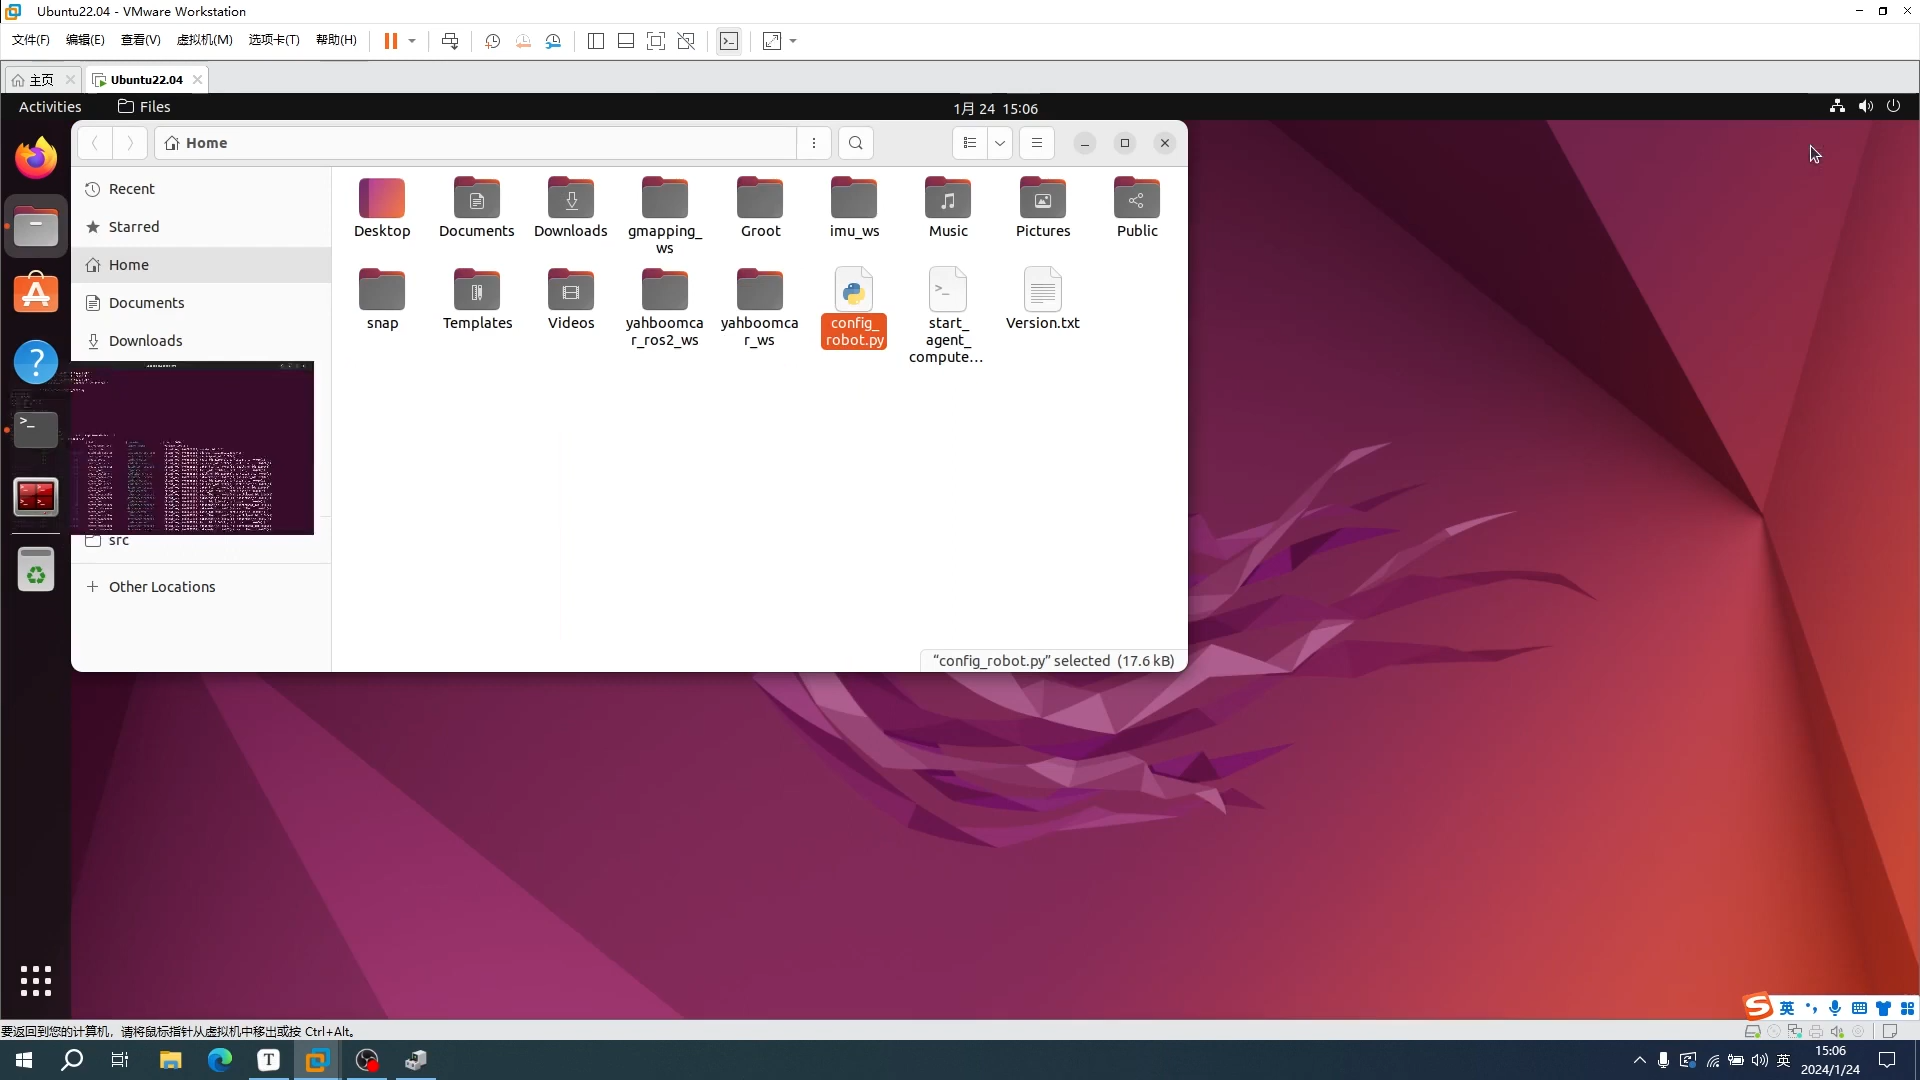 Ubuntu22.04 - VMware Workstation
文件(F) 编辑(E) 查看(V) 虚拟机(M) 选项卡(T) 帮助(H)
主页 Ubuntu22.04
Activities Files 1月 24 15:06
Home
Recent
Starred
Home
Documents
Downloads
src
Other Locations
Desktop Documents Downloads gmapping_ Groot imu_ws Music Pictures Public
ws
snap Templates Videos yahboomca yahboomca config_ start_ Version.txt
r_ros2_ws r_ws robot.py agent_
compute...
“config_robot.py” selected (17.6 kB)
英
要返回到您的计算机，请将鼠标指针从虚拟机中移出或按 Ctrl+Alt。
T
英
15:06
2024/1/24